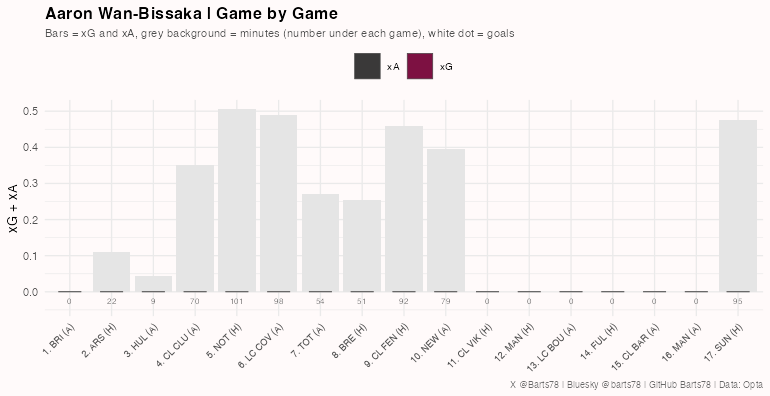 Aaron Wan-Bissaka | Game by Game
Bars = xG and xA, grey background = minutes (number under each game), white dot = goals
xA xG
xG + xA
0.5
0.4
0.3
0.2
0.1
0.0
0 22 9 70 101 98 54 51 92 79 0 0 0 0 0 0 95
1. BRI (A)
2. ARS (H)
3. HUL (A)
4. CL CLU (A)
5. NOT (H)
6. LC COV (A)
7. TOT (A)
8. BRE (H)
9. CL FEN (H)
10. NEW (A)
11. CL VIK (H)
12. MAN (H)
13. LC BOU (A)
14. FUL (H)
15. CL BAR (A)
16. MAN (A)
17. SUN (H)
X @Barts78 | Bluesky @barts78 | GitHub Barts78 | Data: Opta